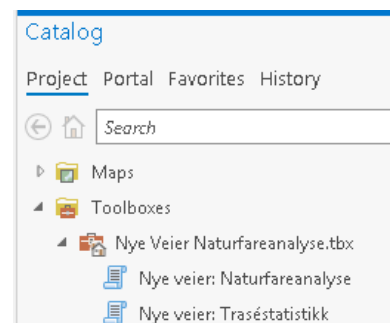 Catalog
Project Portal Favorites History
Search
Maps
Toolboxes
Nye Veier Naturfareanalyse.tbx
Nye veier: Naturfareanalyse
Nye veier: Traséstatistikk